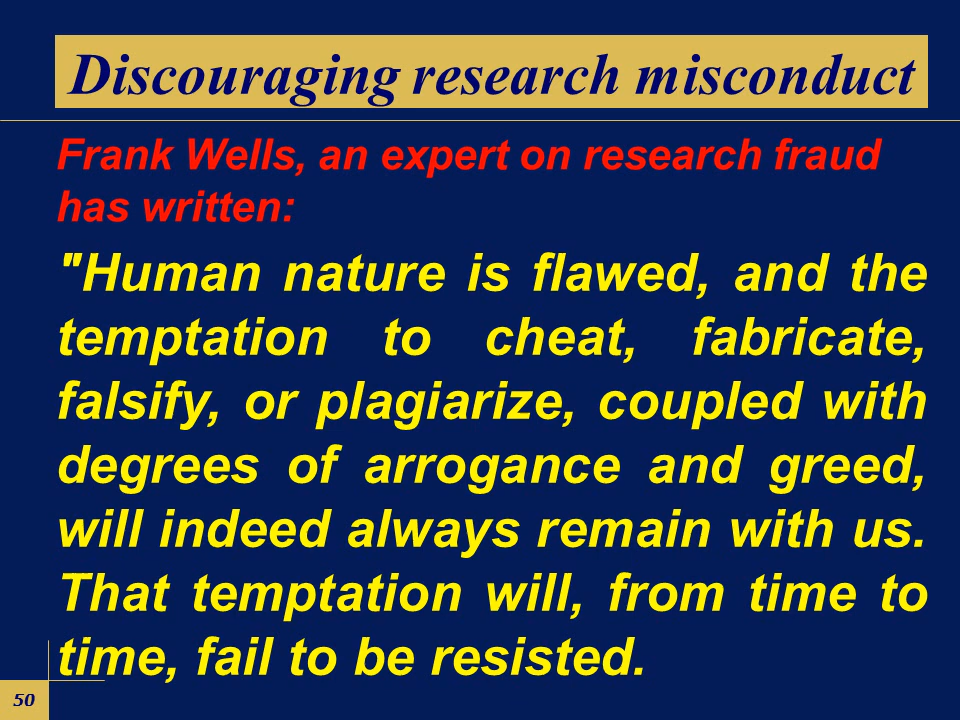 Discouraging research misconduct
Frank Wells, an expert on research fraud
has written:
"Human nature is flawed, and the
temptation to cheat, fabricate,
falsify, or plagiarize, coupled with
degrees of arrogance and greed,
will indeed always remain with us.
That temptation will, from time to
time, fail to be resisted.
50